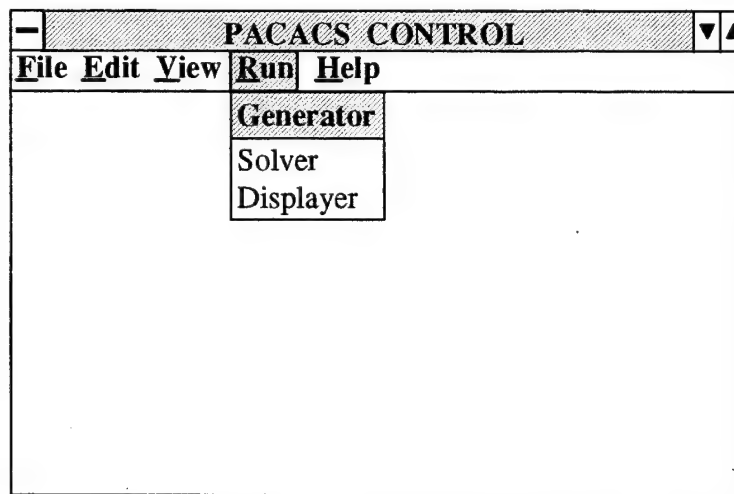 PACACS CONTROL
File Edit View Run Help
Generator
Solver
Displayer